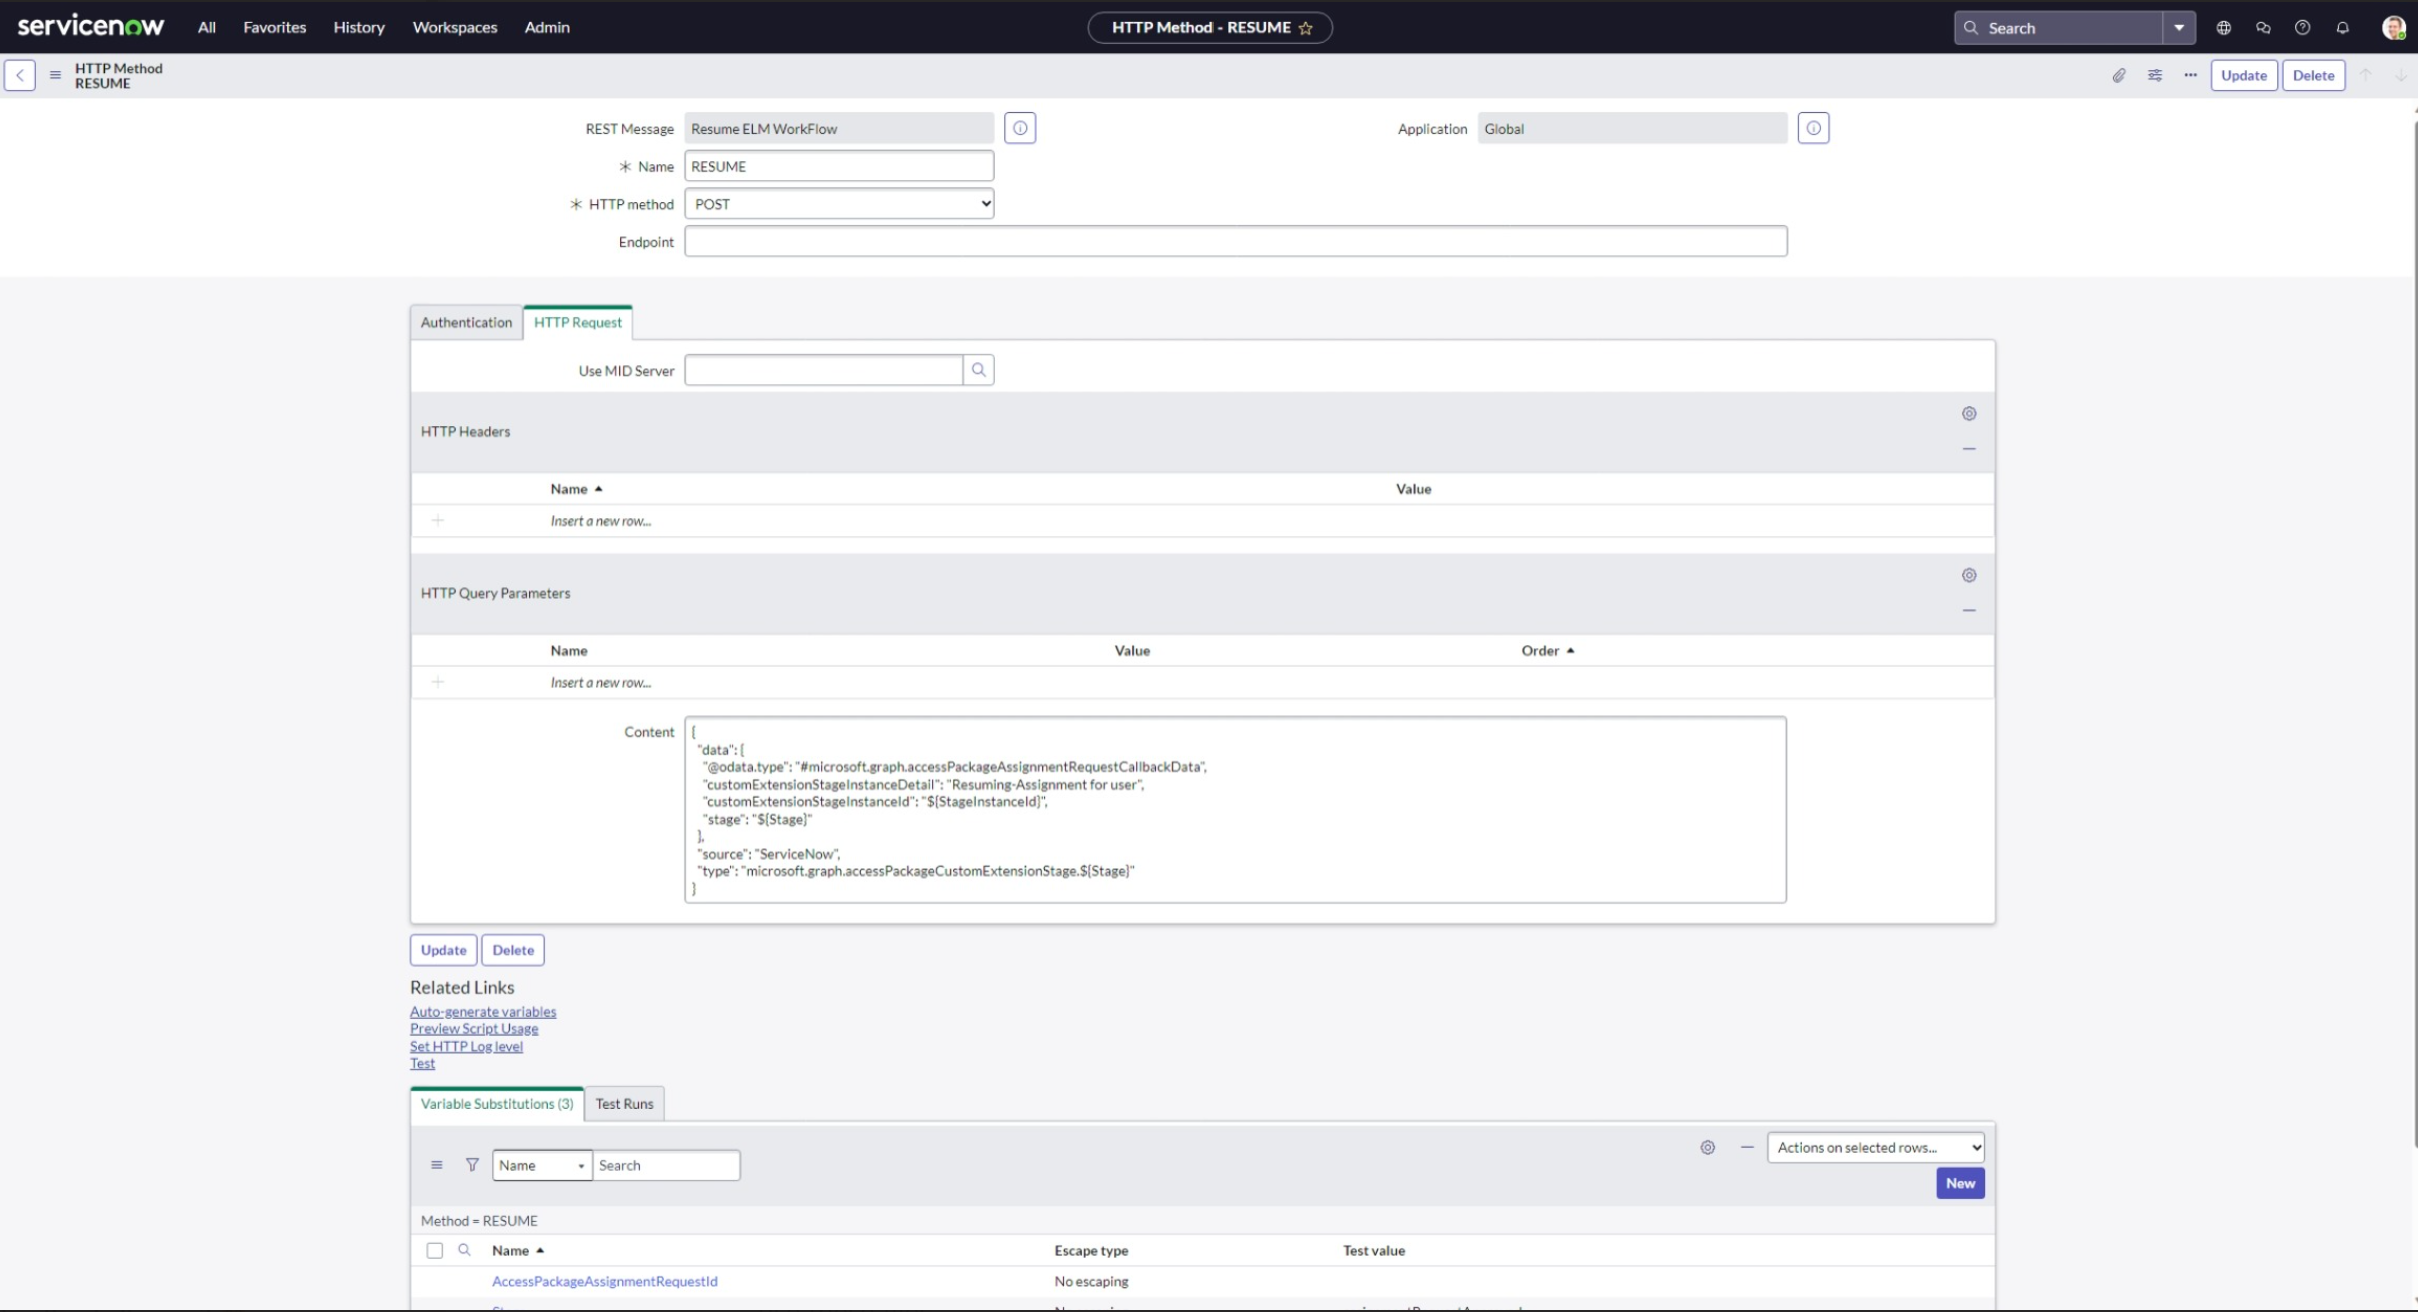 servicenow All Favorites History Workspaces Admin HTTP Method - RESUME Search
HTTP Method
RESUME
Update Delete
REST Message Resume ELM WorkFlow Application Global
Name RESUME
HTTP method POST
Endpoint
Authentication HTTP Request
Use MID Server
HTTP Headers
Name Value
Insert a new row...
HTTP Query Parameters
Name Value Order
Insert a new row...
Content {
"data": {
"@odata.type": "#microsoft.graph.accessPackageAssignmentRequestCallbackData",
"customExtensionStageInstanceDetail": "Resuming-Assignment for user",
"customExtensionStageInstanceId": "${StageInstanceId}",
"stage": "${Stage}"
},
"source": "ServiceNow",
"type": "microsoft.graph.accessPackageCustomExtensionStage.${Stage}"
}
Update Delete
Related Links
Auto-generate variables
Preview Script Usage
Set HTTP Log level
Test
Variable Substitutions (3) Test Runs
Name Search Actions on selected rows...
New
Method = RESUME
Name Escape type Test value
AccessPackageAssignmentRequestId No escaping